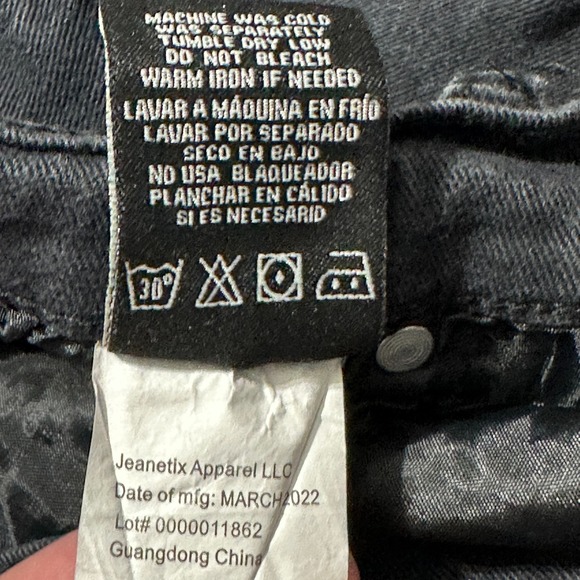 MACHINE WAS COLD
WAS SEPARATELY
TUMBLE DRY LOW
DO NOT BLEACH
WARM IRON IF NEEDED
LAVAR A MÁQUINA EN FRÍO
LAVAR POR SEPARADO
SECO EN BAJO
NO USA BLAQUEADOR
PLANCHAR EN CÁLIDO
SI ES NECESARIO
30°
Jeanetix Apparel LLC
Date of mfg: MARCH2022
Lot# 0000011862
Guangdong China